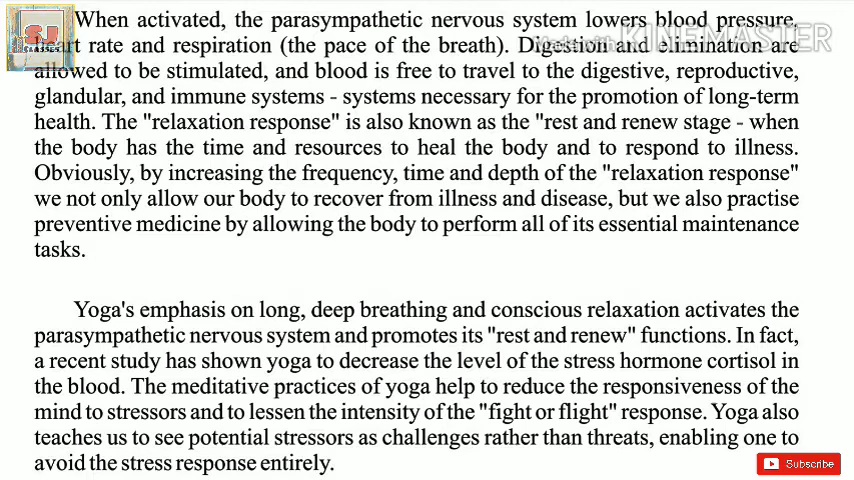 When activated, the parasympathetic nervous system lowers blood pressure,
heart rate and respiration (the pace of the breath). Digestion and elimination are
allowed to be stimulated, and blood is free to travel to the digestive, reproductive,
glandular, and immune systems - systems necessary for the promotion of long-term
health. The "relaxation response" is also known as the "rest and renew stage - when
the body has the time and resources to heal the body and to respond to illness.
Obviously, by increasing the frequency, time and depth of the "relaxation response"
we not only allow our body to recover from illness and disease, but we also practise
preventive medicine by allowing the body to perform all of its essential maintenance
tasks.
Yoga's emphasis on long, deep breathing and conscious relaxation activates the
parasympathetic nervous system and promotes its "rest and renew" functions. In fact,
a recent study has shown yoga to decrease the level of the stress hormone cortisol in
the blood. The meditative practices of yoga help to reduce the responsiveness of the
mind to stressors and to lessen the intensity of the "fight or flight" response. Yoga also
teaches us to see potential stressors as challenges rather than threats, enabling one to
avoid the stress response entirely.
SJ
CLASSES
Made with KINEMASTER
Subscribe